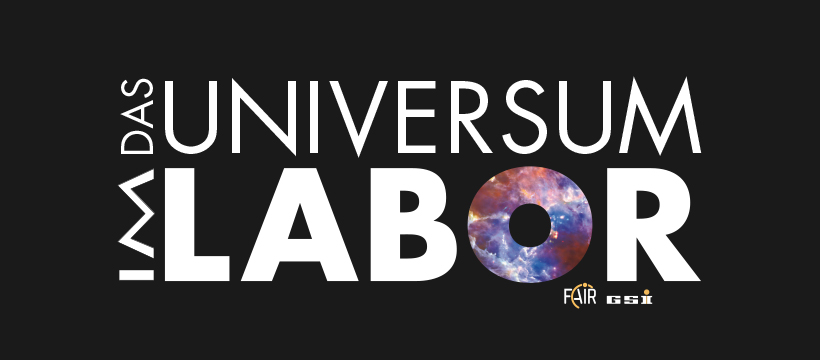 DAS UNIVERSUM
IM LABOR
FAIR GSI